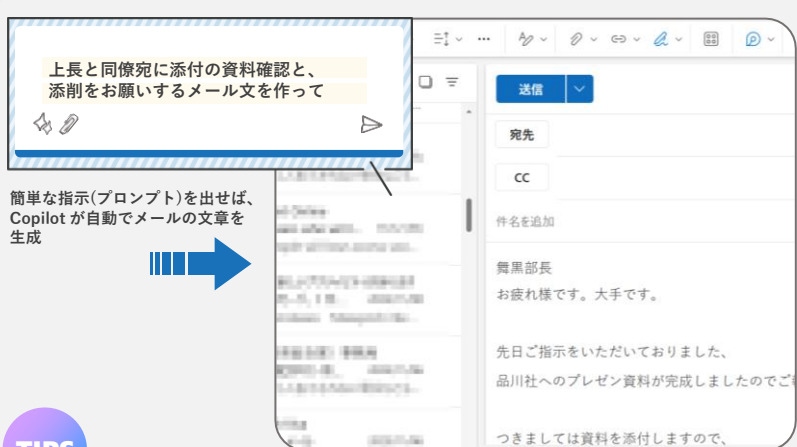 上長と同僚宛に添付の資料確認と、
添削をお願いするメール文を作って
簡単な指示(プロンプト)を出せば、
Copilot が自動でメールの文章を
生成
送信
宛先
CC
件名を追加
舞黒部長
お疲れ様です。大手です。
先日ご指示をいただいておりました、
品川社へのプレゼン資料が完成しましたのでご
つきましては資料を添付しますので、
TIPS